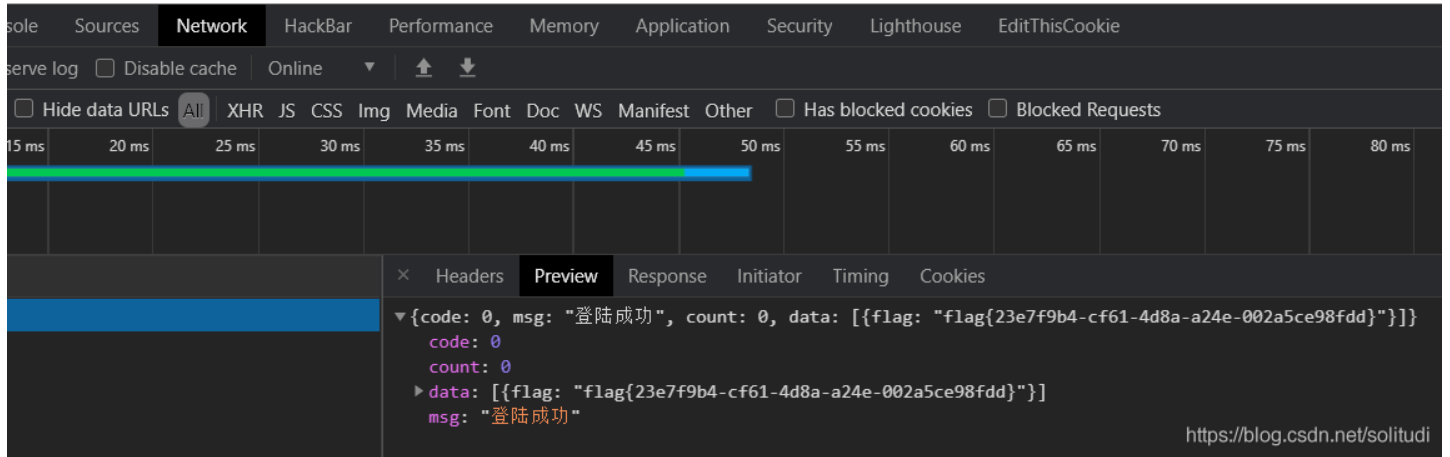 sole Sources Network HackBar Performance Memory Application Security Lighthouse EditThisCookie
serve log Disable cache Online
Hide data URLs All XHR JS CSS Img Media Font Doc WS Manifest Other Has blocked cookies Blocked Requests
15 ms 20 ms 25 ms 30 ms 35 ms 40 ms 45 ms 50 ms 55 ms 60 ms 65 ms 70 ms 75 ms 80 ms
× Headers Preview Response Initiator Timing Cookies
▼{code: 0, msg: "登陆成功", count: 0, data: [{flag: "flag{23e7f9b4-cf61-4d8a-a24e-002a5ce98fdd}"}]}
code: 0
count: 0
▶data: [{flag: "flag{23e7f9b4-cf61-4d8a-a24e-002a5ce98fdd}"}]
msg: "登陆成功"
https://blog.csdn.net/solitudi